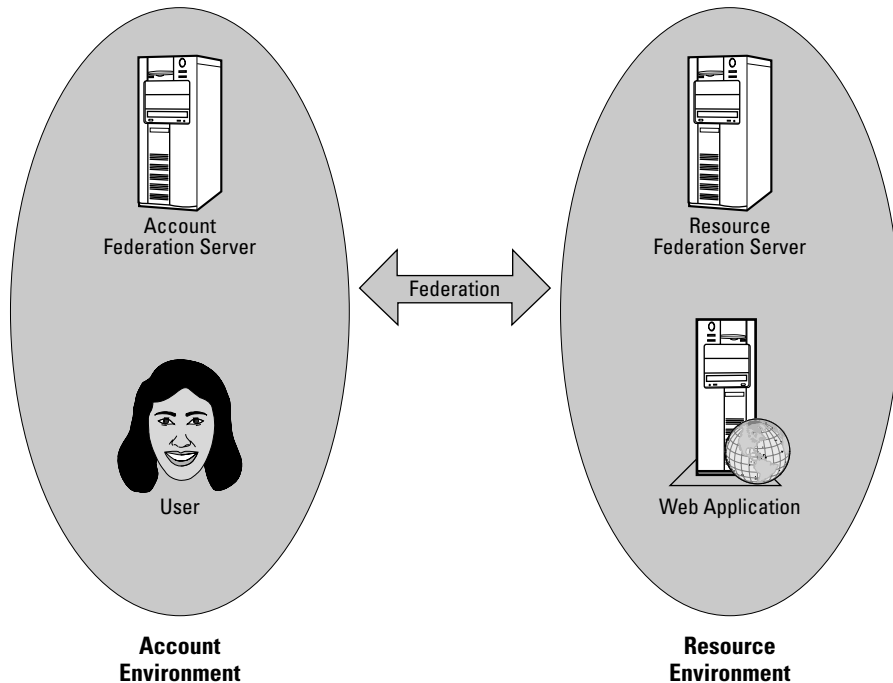 Account
Federation Server
User
Account
Environment
Federation
Resource
Federation Server
Web Application
Resource
Environment